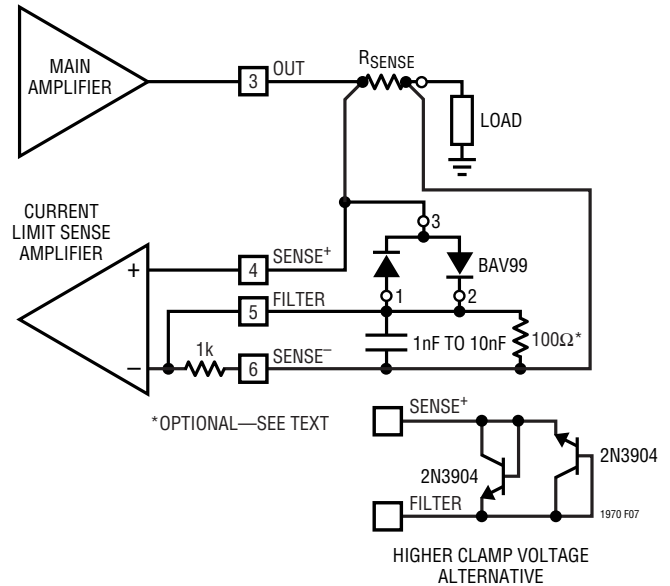 MAIN
AMPLIFIER
3
OUT
RSENSE
LOAD
CURRENT
LIMIT SENSE
AMPLIFIER
3
+
4
SENSE+
BAV99
1
2
5
FILTER
1nF TO 10nF
100Ω*
1k
–
6
SENSE–
*OPTIONAL—SEE TEXT
SENSE+
2N3904
2N3904
FILTER
1970 F07
HIGHER CLAMP VOLTAGE
ALTERNATIVE